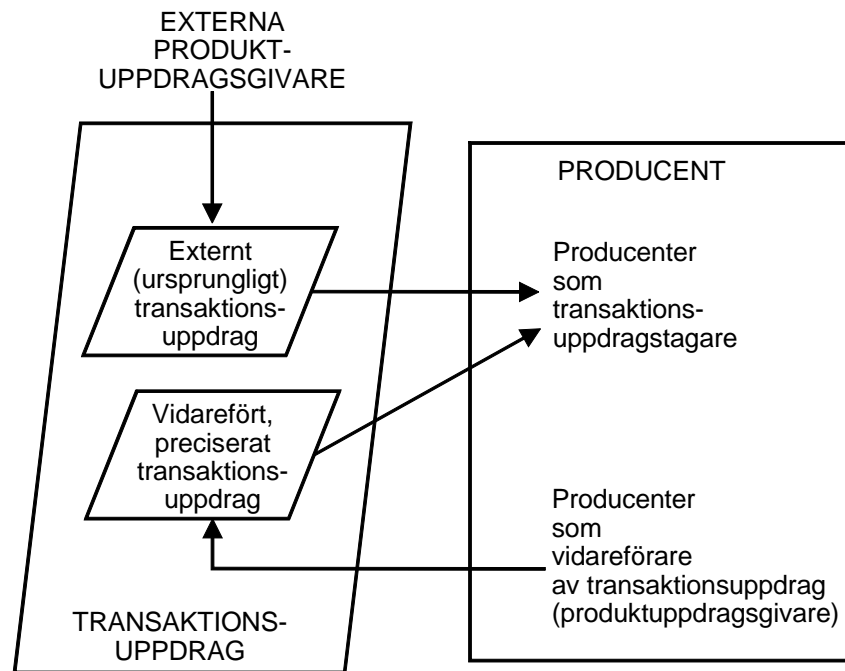 EXTERNA
PRODUKT-
UPPDRAGSGIVARE
Externt
(ursprungligt)
transaktions-
uppdrag
Vidarefört,
preciserat
transaktions-
uppdrag
TRANSAKTIONS-
UPPDRAG
PRODUCENT
Producenter
som
transaktions-
uppdragstagare
Producenter
som
vidareförare
av transaktionsuppdrag
(produktuppdragsgivare)